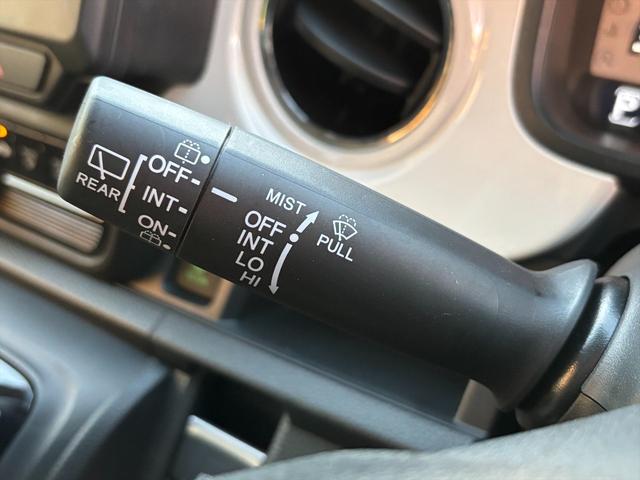 REAR
OFF
INT
ON
MIST
OFF
INT
LO
HI
PULL
P